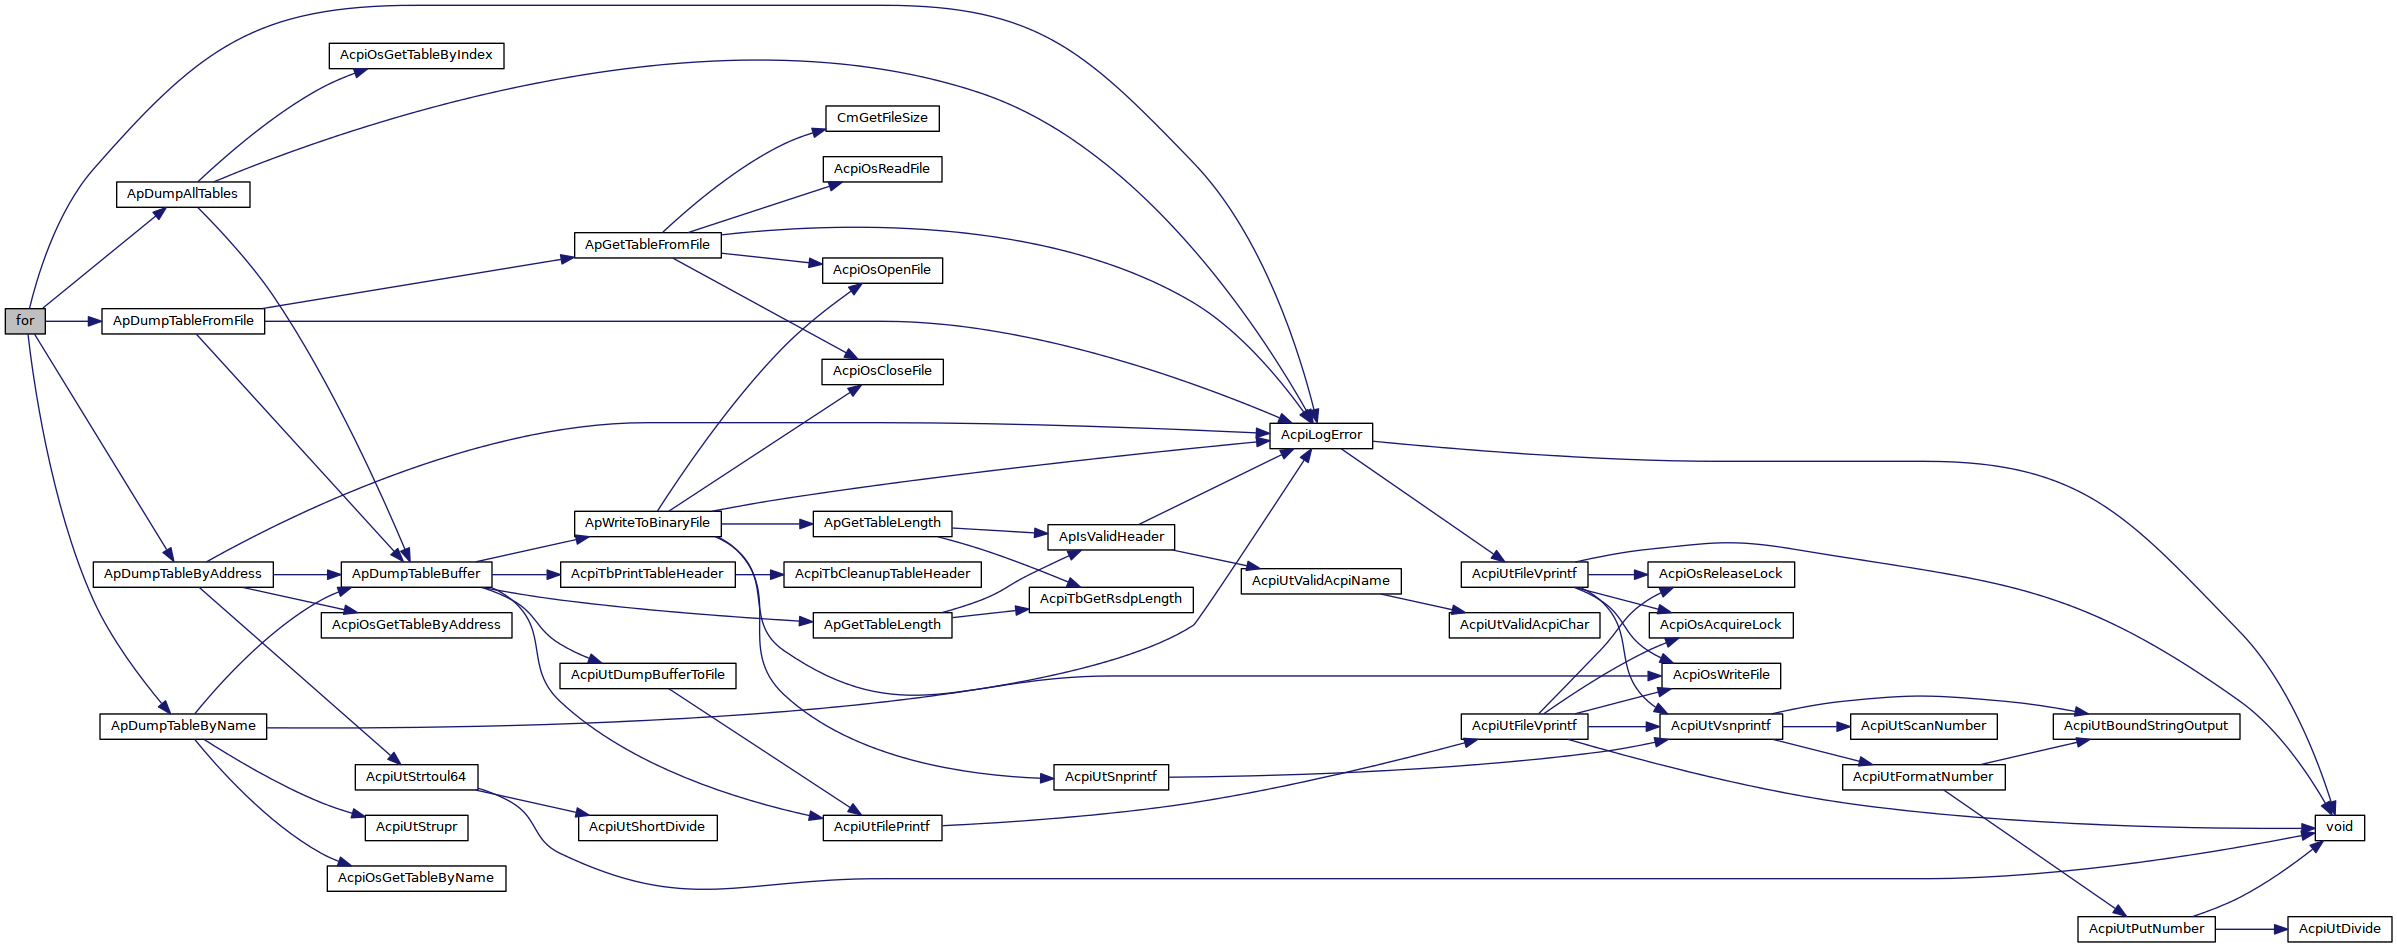 for
ApDumpAllTables
ApDumpTableFromFile
ApDumpTableByAddress
ApDumpTableByName
AcpiOsGetTableByIndex
ApDumpTableBuffer
AcpiOsGetTableByAddress
AcpiUtStrtoul64
AcpiUtStrupr
AcpiOsGetTableByName
ApGetTableFromFile
ApWriteToBinaryFile
AcpiTbPrintTableHeader
AcpiUtDumpBufferToFile
AcpiUtShortDivide
CmGetFileSize
AcpiOsReadFile
AcpiOsOpenFile
AcpiOsCloseFile
ApGetTableLength
AcpiTbCleanupTableHeader
ApGetTableLength
AcpiUtFilePrintf
ApIsValidHeader
AcpiTbGetRsdpLength
AcpiUtSnprintf
AcpiLogError
AcpiUtValidAcpiName
AcpiUtFileVprintf
AcpiUtValidAcpiChar
AcpiUtFileVprintf
AcpiOsReleaseLock
AcpiOsAcquireLock
AcpiOsWriteFile
AcpiUtVsnprintf
AcpiUtScanNumber
AcpiUtFormatNumber
AcpiUtBoundStringOutput
AcpiUtPutNumber
void
AcpiUtDivide